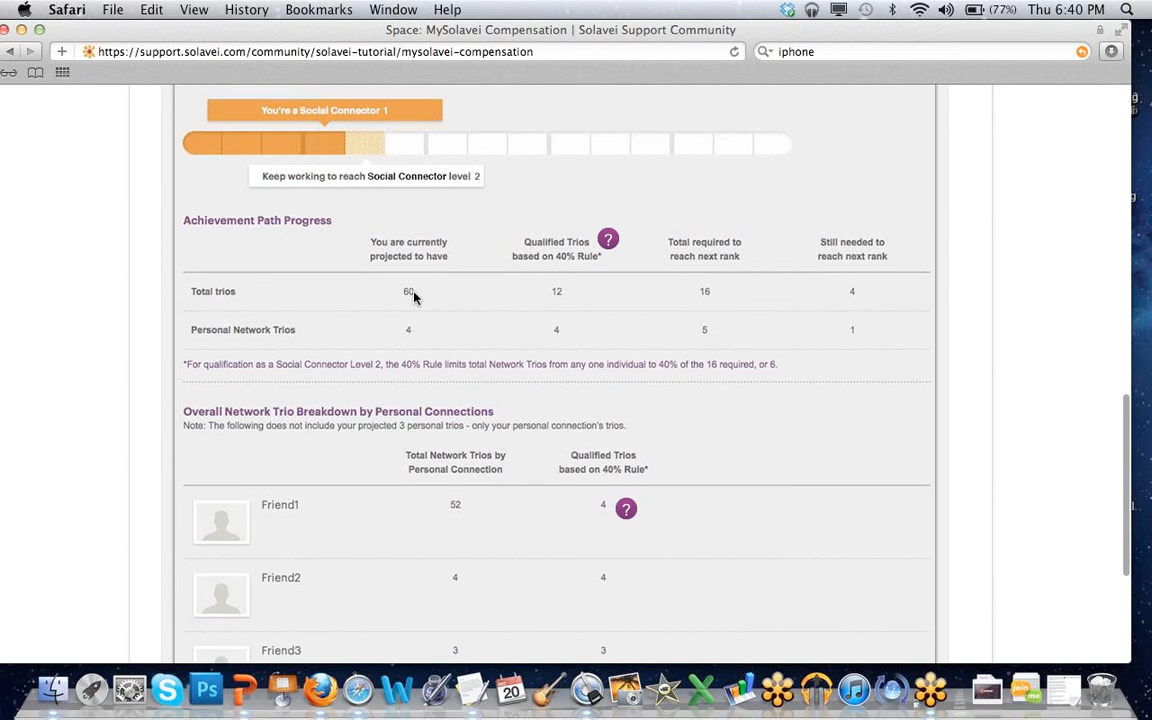 Safari File Edit View History Bookmarks Window Help (77%) Thu 6:40 PM
Space: MySolavei Compensation | Solavei Support Community
https://support.solavei.com/community/solavei-tutorial/mysolavei-compensation
iphone
You're a Social Connector 1
Keep working to reach Social Connector level 2
Achievement Path Progress
You are currently projected to have
Qualified Trios based on 40% Rule*
?
Total required to reach next rank
Still needed to reach next rank
Total trios 60 12 16 4
Personal Network Trios 4 4 5 1
*For qualification as a Social Connector Level 2, the 40% Rule limits total Network Trios from any one individual to 40% of the 16 required, or 6.
Overall Network Trio Breakdown by Personal Connections
Note: The following does not include your projected 3 personal trios - only your personal connection's trios.
Total Network Trios by Personal Connection
Qualified Trios based on 40% Rule*
Friend1 52 4 ?
Friend2 4 4
Friend3 3 3
Ps
JUL
20
join me